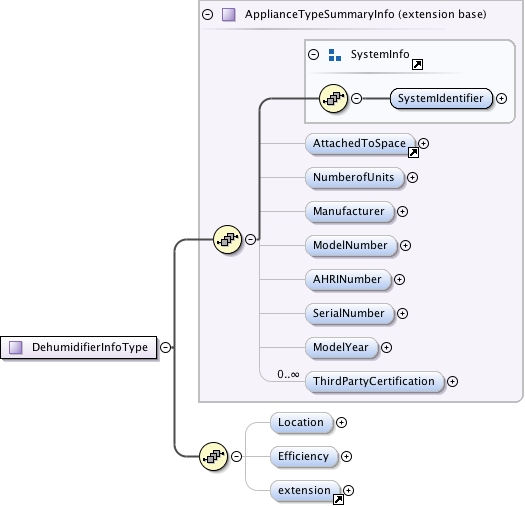 ApplianceTypeSummaryInfo (extension base)
SystemInfo
SystemIdentifier
AttachedToSpace
NumberofUnits
Manufacturer
ModelNumber
AHRINumber
SerialNumber
ModelYear
0..∞
ThirdPartyCertification
DehumidifierInfoType
Location
Efficiency
extension